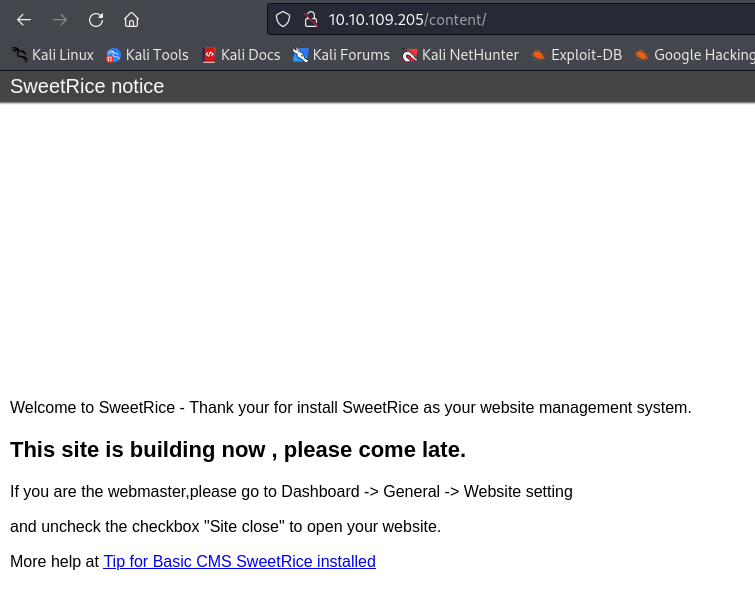 10.10.109.205/content/
Kali Linux Kali Tools Kali Docs Kali Forums Kali NetHunter Exploit-DB Google Hacking
SweetRice notice
Welcome to SweetRice - Thank your for install SweetRice as your website management system.
This site is building now , please come late.
If you are the webmaster,please go to Dashboard -> General -> Website setting
and uncheck the checkbox "Site close" to open your website.
More help at Tip for Basic CMS SweetRice installed